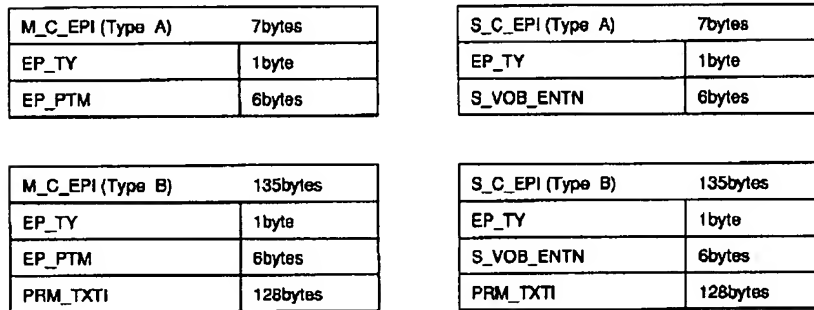 M_C_EPI (Type A) 7bytes
EP_TY 1byte
EP_PTM 6bytes
S_C_EPI (Type A) 7bytes
EP_TY 1byte
S_VOB_ENTN 6bytes
M_C_EPI (Type B) 135bytes
EP_TY 1byte
EP_PTM 6bytes
PRM_TXTI 128bytes
S_C_EPI (Type B) 135bytes
EP_TY 1byte
S_VOB_ENTN 6bytes
PRM_TXTI 128bytes